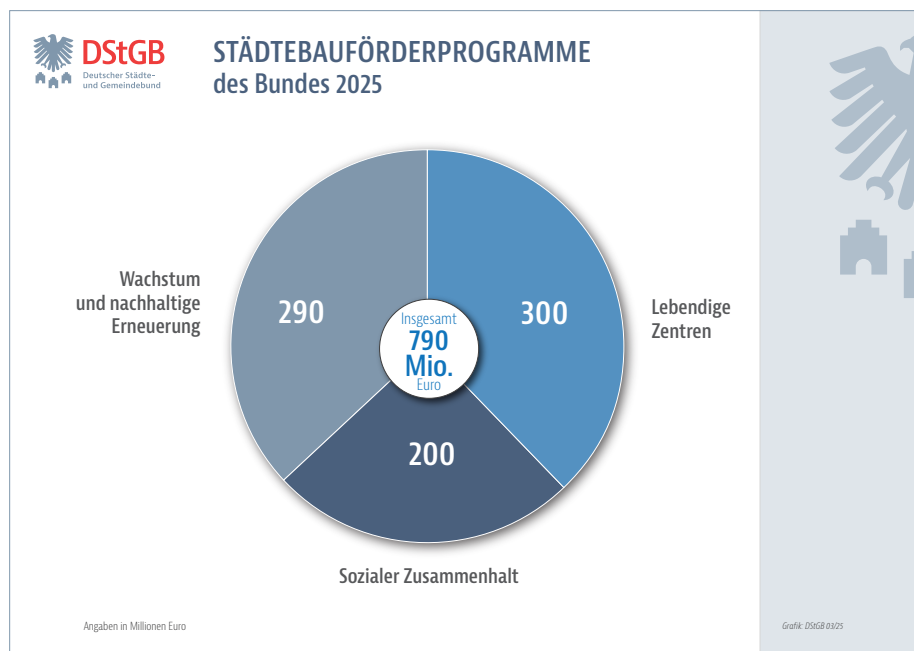 DStGB
Deutscher Städte-
und Gemeindebund
STÄDTEBAUFÖRDERPROGRAMME
des Bundes 2025
Wachstum
und nachhaltige
Erneuerung
290
Insgesamt
790
Mio.
Euro
300
Lebendige
Zentren
200
Sozialer Zusammenhalt
Angaben in Millionen Euro
Grafik: DStGB 03/25